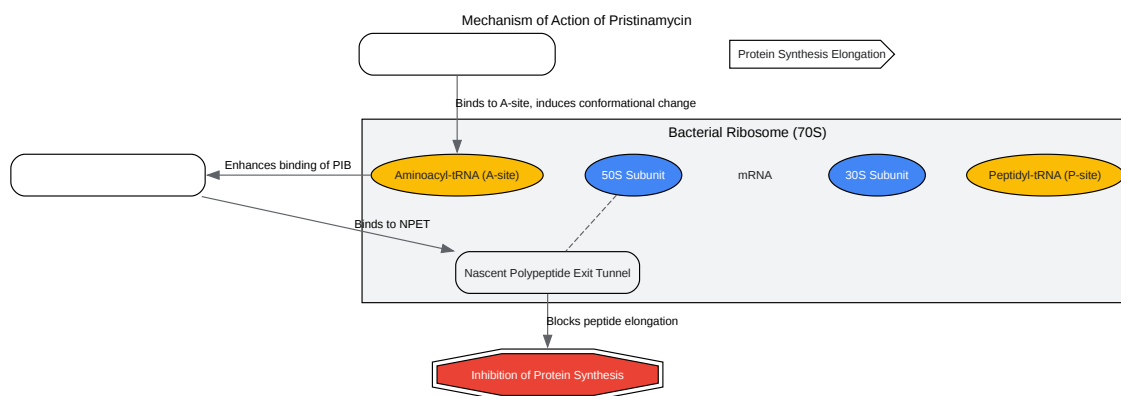 Mechanism of Action of Pristinamycin
Protein Synthesis Elongation
Binds to A-site, induces conformational change
Bacterial Ribosome (70S)
Enhances binding of PIB
Aminoacyl-tRNA (A-site)
50S Subunit
mRNA
30S Subunit
Peptidyl-tRNA (P-site)
Binds to NPET
Nascent Polypeptide Exit Tunnel
Blocks peptide elongation
Inhibition of Protein Synthesis